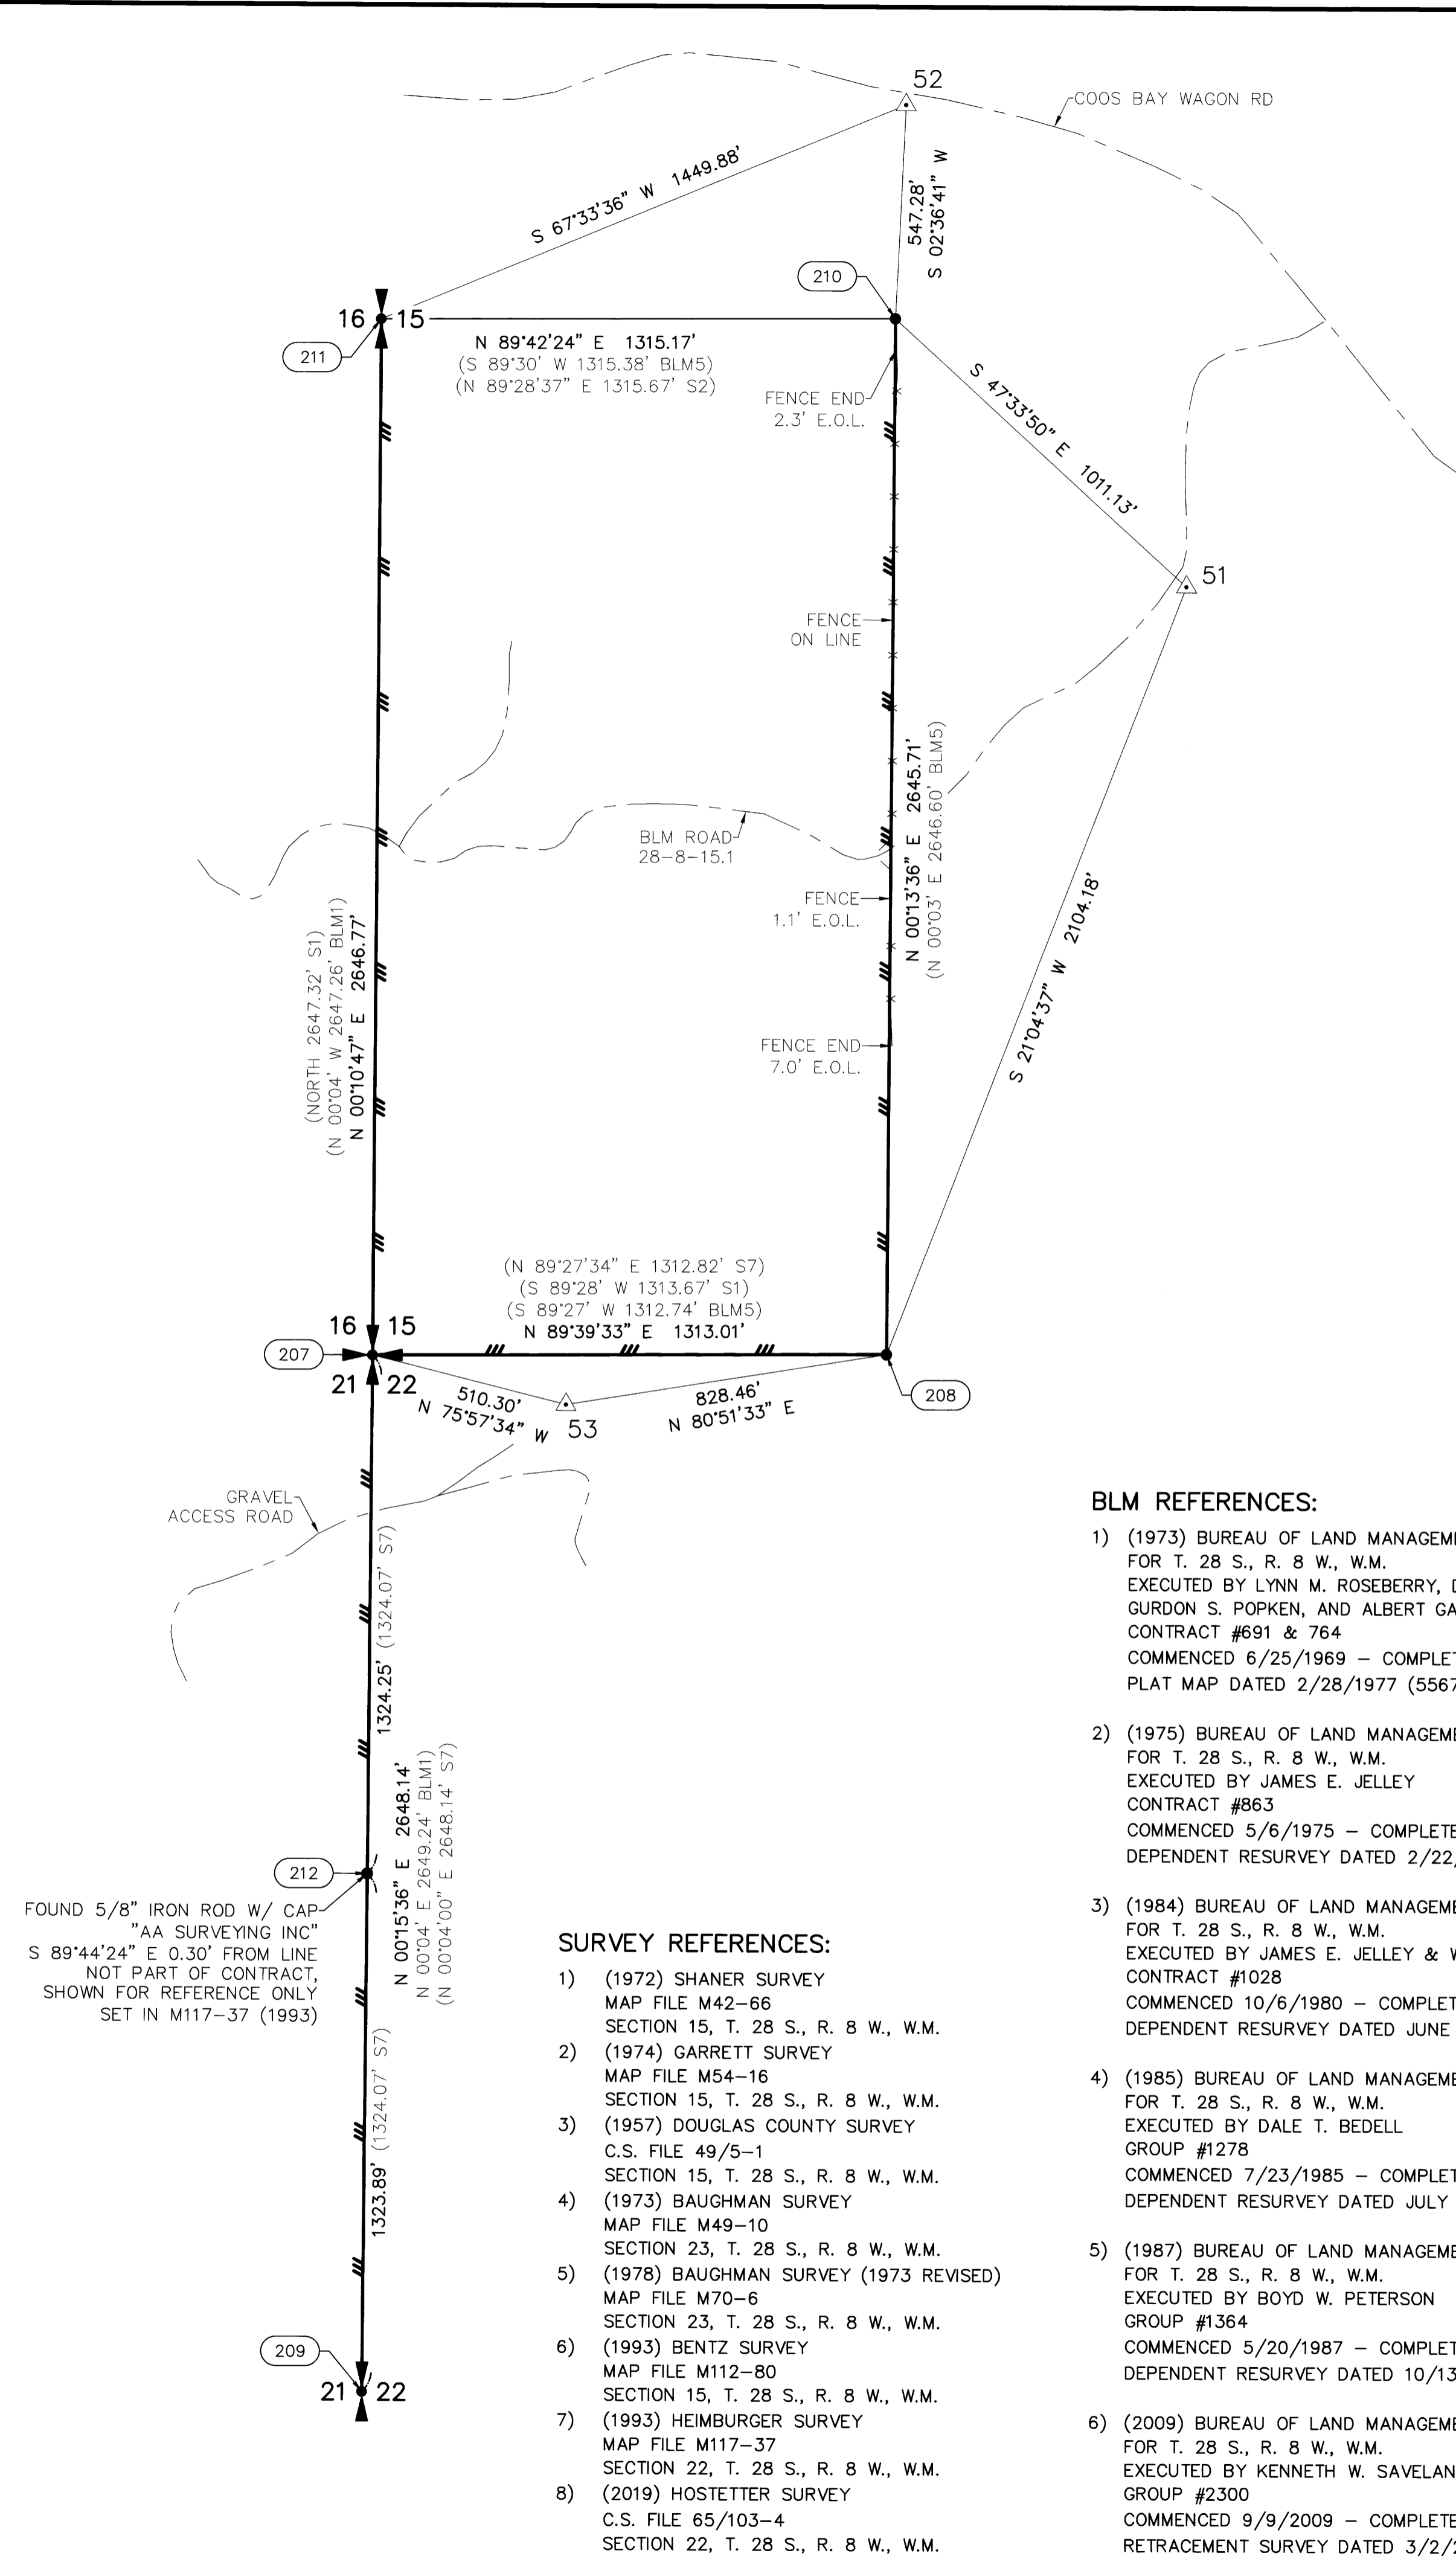 52
COOS BAY WAGON RD
S 67°33'36" W 1449.88'
547.28'
S 02°36'41" W
210
16 15
211
N 89°42'24" E 1315.17'
(S 89°30' W 1315.38' BLM5)
(N 89°28'37" E 1315.67' S2)
FENCE END
2.3' E.O.L.
S 47°33'50" E 1011.13'
51
FENCE
ON LINE
N 00°13'36" E 2645.71'
(N 00°03' E 2646.60' BLM5)
BLM ROAD
28-8-15.1
FENCE
1.1' E.O.L.
S 21°04'37" W 2104.18'
(NORTH 2647.32' S1)
(N 00°04' W 2647.26' BLM1)
N 00°10'47" E 2646.77'
FENCE END
7.0' E.O.L.
(N 89°27'34" E 1312.82' S7)
(S 89°28' W 1313.67' S1)
(S 89°27' W 1312.74' BLM5)
N 89°39'33" E 1313.01'
16 15
207
21 22
510.30'
N 75°57'34" W
53
828.46'
N 80°51'33" E
208
GRAVEL
ACCESS ROAD
1324.25' (1324.07' S7)
N 00°15'36" E 2648.14'
(N 00°04' E 2649.24' BLM1)
(N 00°04'00" E 2648.14' S7)
212
FOUND 5/8" IRON ROD W/ CAP
"AA SURVEYING INC"
S 89°44'24" E 0.30' FROM LINE
NOT PART OF CONTRACT,
SHOWN FOR REFERENCE ONLY
SET IN M117-37 (1993)
1323.89' (1324.07' S7)
209
21 22
SURVEY REFERENCES:
1) (1972) SHANER SURVEY
MAP FILE M42-66
SECTION 15, T. 28 S., R. 8 W., W.M.
2) (1974) GARRETT SURVEY
MAP FILE M54-16
SECTION 15, T. 28 S., R. 8 W., W.M.
3) (1957) DOUGLAS COUNTY SURVEY
C.S. FILE 49/5-1
SECTION 15, T. 28 S., R. 8 W., W.M.
4) (1973) BAUGHMAN SURVEY
MAP FILE M49-10
SECTION 23, T. 28 S., R. 8 W., W.M.
5) (1978) BAUGHMAN SURVEY (1973 REVISED)
MAP FILE M70-6
SECTION 23, T. 28 S., R. 8 W., W.M.
6) (1993) BENTZ SURVEY
MAP FILE M112-80
SECTION 15, T. 28 S., R. 8 W., W.M.
7) (1993) HEIMBURGER SURVEY
MAP FILE M117-37
SECTION 22, T. 28 S., R. 8 W., W.M.
8) (2019) HOSTETTER SURVEY
C.S. FILE 65/103-4
SECTION 22, T. 28 S., R. 8 W., W.M.
BLM REFERENCES:
1) (1973) BUREAU OF LAND
FOR T. 28 S., R. 8 W., W.M.
EXECUTED BY LYNN M. ROSEBERRY,
GURDON S. POPKEN, AND ALBERT
CONTRACT #691 & 764
COMMENCED 6/25/1969 –
PLAT MAP DATED 2/28/1977
2) (1975) BUREAU OF LAND
FOR T. 28 S., R. 8 W., W.M.
EXECUTED BY JAMES E. JELLEY
CONTRACT #863
COMMENCED 5/6/1975 –
DEPENDENT RESURVEY DATED
3) (1984) BUREAU OF LAND
FOR T. 28 S., R. 8 W., W.M.
EXECUTED BY JAMES E. JELLEY &
CONTRACT #1028
COMMENCED 10/6/1980 –
DEPENDENT RESURVEY DATED JUNE
4) (1985) BUREAU OF LAND
FOR T. 28 S., R. 8 W., W.M.
EXECUTED BY DALE T. BEDELL
GROUP #1278
COMMENCED 7/23/1985 –
DEPENDENT RESURVEY DATED JULY
5) (1987) BUREAU OF LAND
FOR T. 28 S., R. 8 W., W.M.
EXECUTED BY BOYD W. PETERSON
GROUP #1364
COMMENCED 5/20/1987 –
DEPENDENT RESURVEY DATED
6) (2009) BUREAU OF LAND
FOR T. 28 S., R. 8 W., W.M.
EXECUTED BY KENNETH W.
GROUP #2300
COMMENCED 9/9/2009 –
RETRACEMENT SURVEY DATED